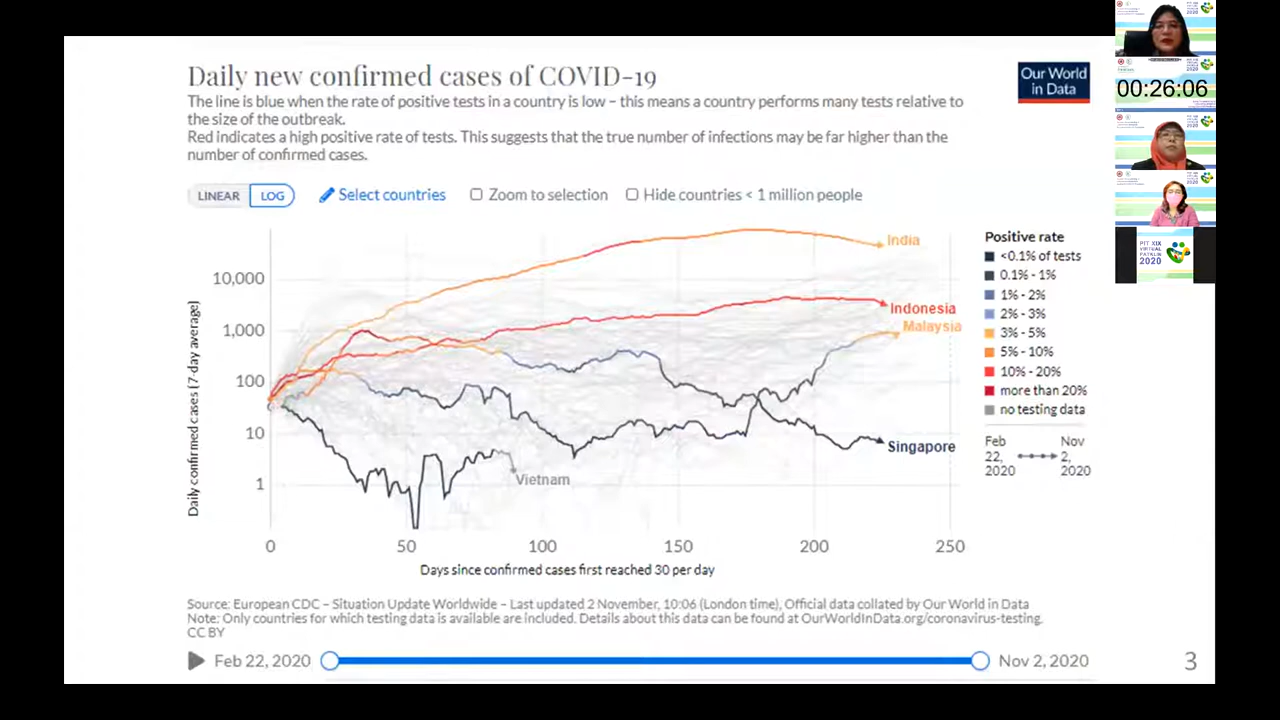 Daily new confirmed cases of COVID-19
The line is blue when the rate of positive tests in a country is low – this means a country performs many tests relative to
the size of the outbreak.
Red indicates a high positive rate of tests. This suggests that the true number of infections may be far higher than the
number of confirmed cases.
Our World
in Data
LINEAR
LOG
Select countries
Zoom to selection
Hide countries < 1 million people
Daily confirmed cases (7-day average)
10,000
1,000
100
10
1
India
Indonesia
Malaysia
Singapore
Vietnam
0
50
100
150
200
250
Days since confirmed cases first reached 30 per day
Positive rate
<0.1% of tests
0.1% - 1%
1% - 2%
2% - 3%
3% - 5%
5% - 10%
10% - 20%
more than 20%
no testing data
Feb
22,
2020
Nov
2,
2020
Source: European CDC – Situation Update Worldwide – Last updated 2 November, 10:06 (London time), Official data collated by Our World in Data
Note: Only countries for which testing data is available are included. Details about this data can be found at OurWorldInData.org/coronavirus-testing.
CC BY
Feb 22, 2020
Nov 2, 2020
3
00:26:06
PIT XIX
VIRTUAL
PATKLIN
2020